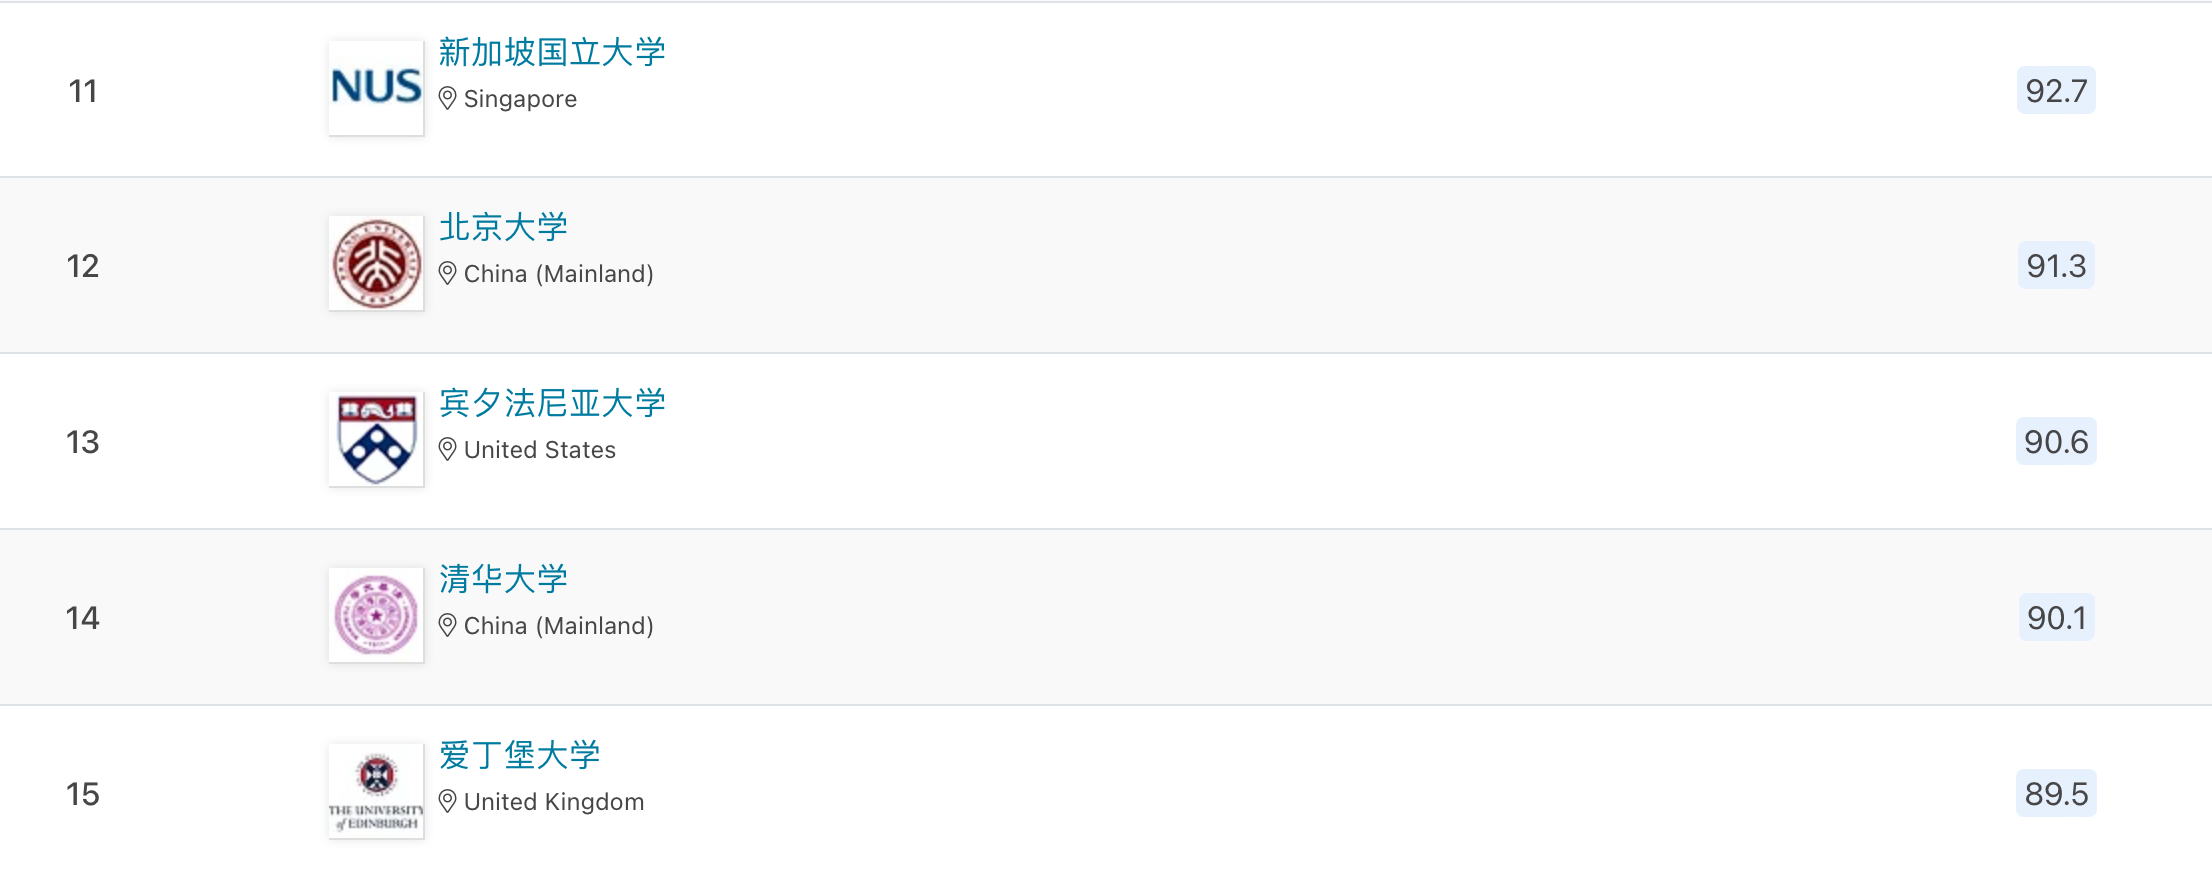 11
NUS
新加坡国立大学
Singapore
92.7
12
北京大学
China (Mainland)
91.3
13
宾夕法尼亚大学
United States
90.6
14
清华大学
China (Mainland)
90.1
15
THE UNIVERSITY
of EDINBURGH
爱丁堡大学
United Kingdom
89.5